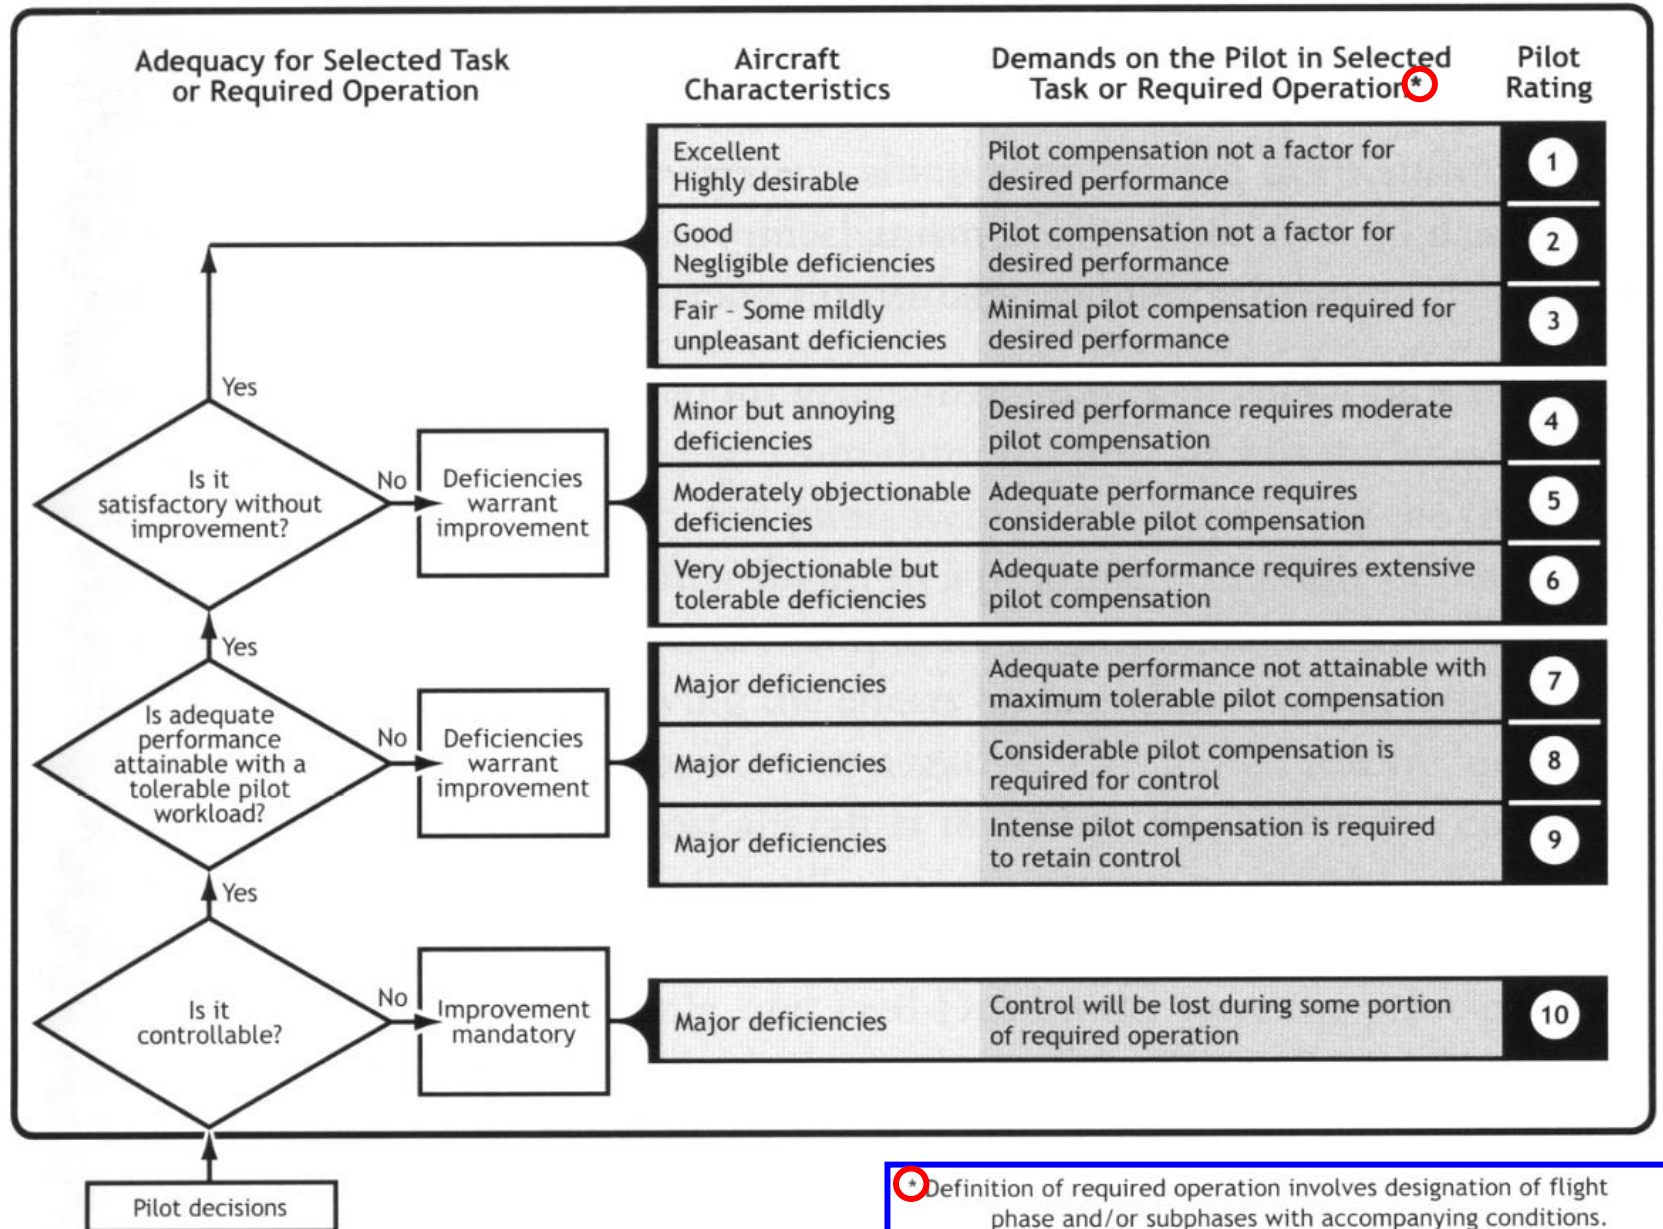 Adequacy for Selected Task
or Required Operation
Aircraft
Characteristics
Demands on the Pilot in Selected
Task or Required Operation*
Pilot
Rating
Excellent
Highly desirable
Pilot compensation not a factor for
desired performance
1
Good
Negligible deficiencies
Pilot compensation not a factor for
desired performance
2
Fair – Some mildly
unpleasant deficiencies
Minimal pilot compensation required for
desired performance
3
Yes
Is it
satisfactory without
improvement?
No
Deficiencies
warrant
improvement
Minor but annoying
deficiencies
Desired performance requires moderate
pilot compensation
4
Moderately objectionable
deficiencies
Adequate performance requires
considerable pilot compensation
5
Very objectionable but
tolerable deficiencies
Adequate performance requires extensive
pilot compensation
6
Yes
Is adequate
performance
attainable with a
tolerable pilot
workload?
No
Deficiencies
warrant
improvement
Major deficiencies
Adequate performance not attainable with
maximum tolerable pilot compensation
7
Major deficiencies
Considerable pilot compensation is
required for control
8
Major deficiencies
Intense pilot compensation is required
to retain control
9
Yes
Is it
controllable?
No
Improvement
mandatory
Major deficiencies
Control will be lost during some portion
of required operation
10
Pilot decisions
* Definition of required operation involves designation of flight
phase and/or subphases with accompanying conditions.